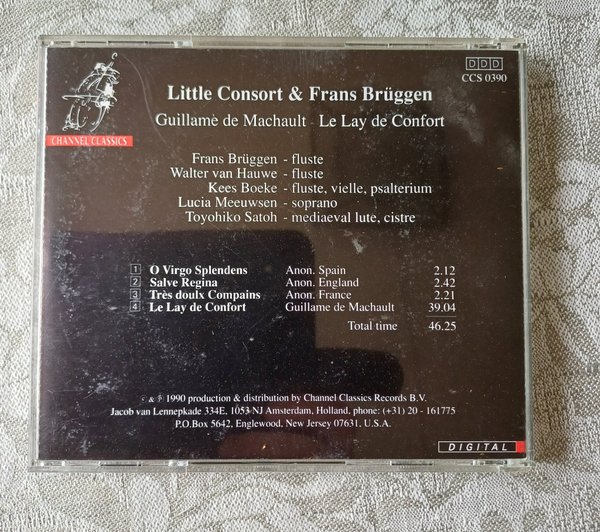 DDD
CCS 0390
Little Consort & Frans Brüggen
Guillamè de Machault - Le Lay de Confort
CHANNEL CLASSICS
Frans Brüggen - fluste
Walter van Hauwe - fluste
Kees Boeke - fluste, vielle, psalterium
Lucia Meeuwsen - soprano
Toyohiko Satoh - mediaeval lute, cistre
1 O Virgo Splendens Anon. Spain 2.12
2 Salve Regina Anon. England 2.42
3 Très doulx Compains Anon. France 2.21
4 Le Lay de Confort Guillame de Machault 39.04
Total time 46.25
© & ℗ 1990 production & distribution by Channel Classics Records B.V.
Jacob van Lennepkade 334E, 1053 NJ Amsterdam, Holland, phone: (+31) 20 - 161775
P.O.Box 5642, Englewood, New Jersey 07631, U.S.A.
DIGITAL